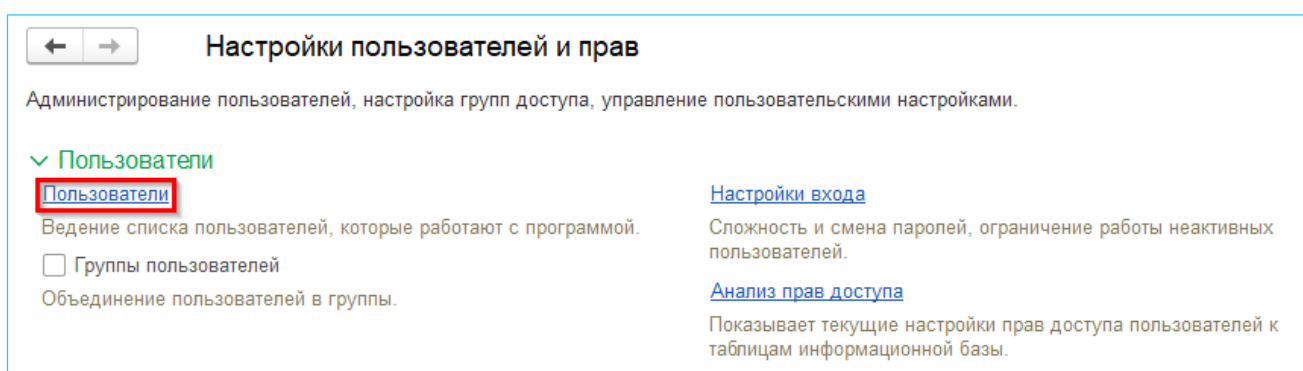 Настройки пользователей и прав
Администрирование пользователей, настройка групп доступа, управление пользовательскими настройками.
Пользователи
Пользователи
Ведение списка пользователей, которые работают с программой.
Группы пользователей
Объединение пользователей в группы.
Настройки входа
Сложность и смена паролей, ограничение работы неактивных
пользователей.
Анализ прав доступа
Показывает текущие настройки прав доступа пользователей к
таблицам информационной базы.